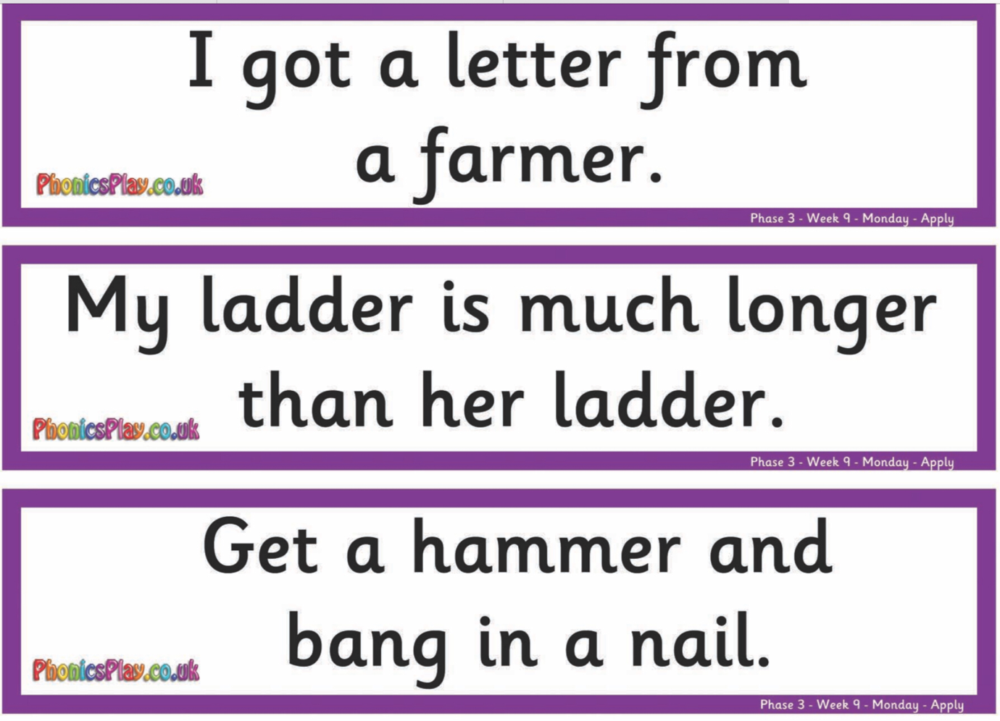 I got a letter from
a farmer.
PhonicsPlay.co.uk
Phase 3 - Week 9 - Monday - Apply
My ladder is much longer
than her ladder.
PhonicsPlay.co.uk
Phase 3 - Week 9 - Monday - Apply
Get a hammer and
bang in a nail.
PhonicsPlay.co.uk
Phase 3 - Week 9 - Monday - Apply